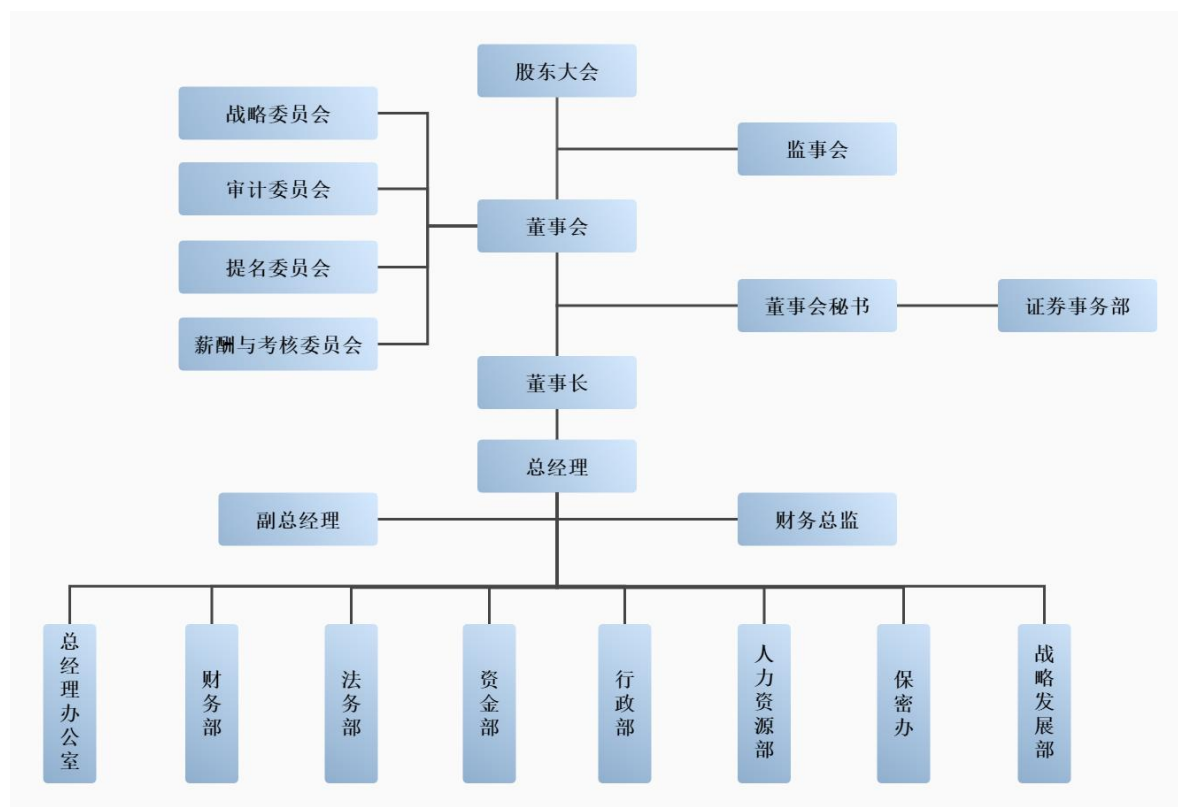 股东大会
战略委员会
监事会
审计委员会
董事会
提名委员会
董事会秘书
证券事务部
薪酬与考核委员会
董事长
总经理
副总经理
财务总监
总经理办公室
财务部
法务部
资金部
行政部
人力资源部
保密办
战略发展部